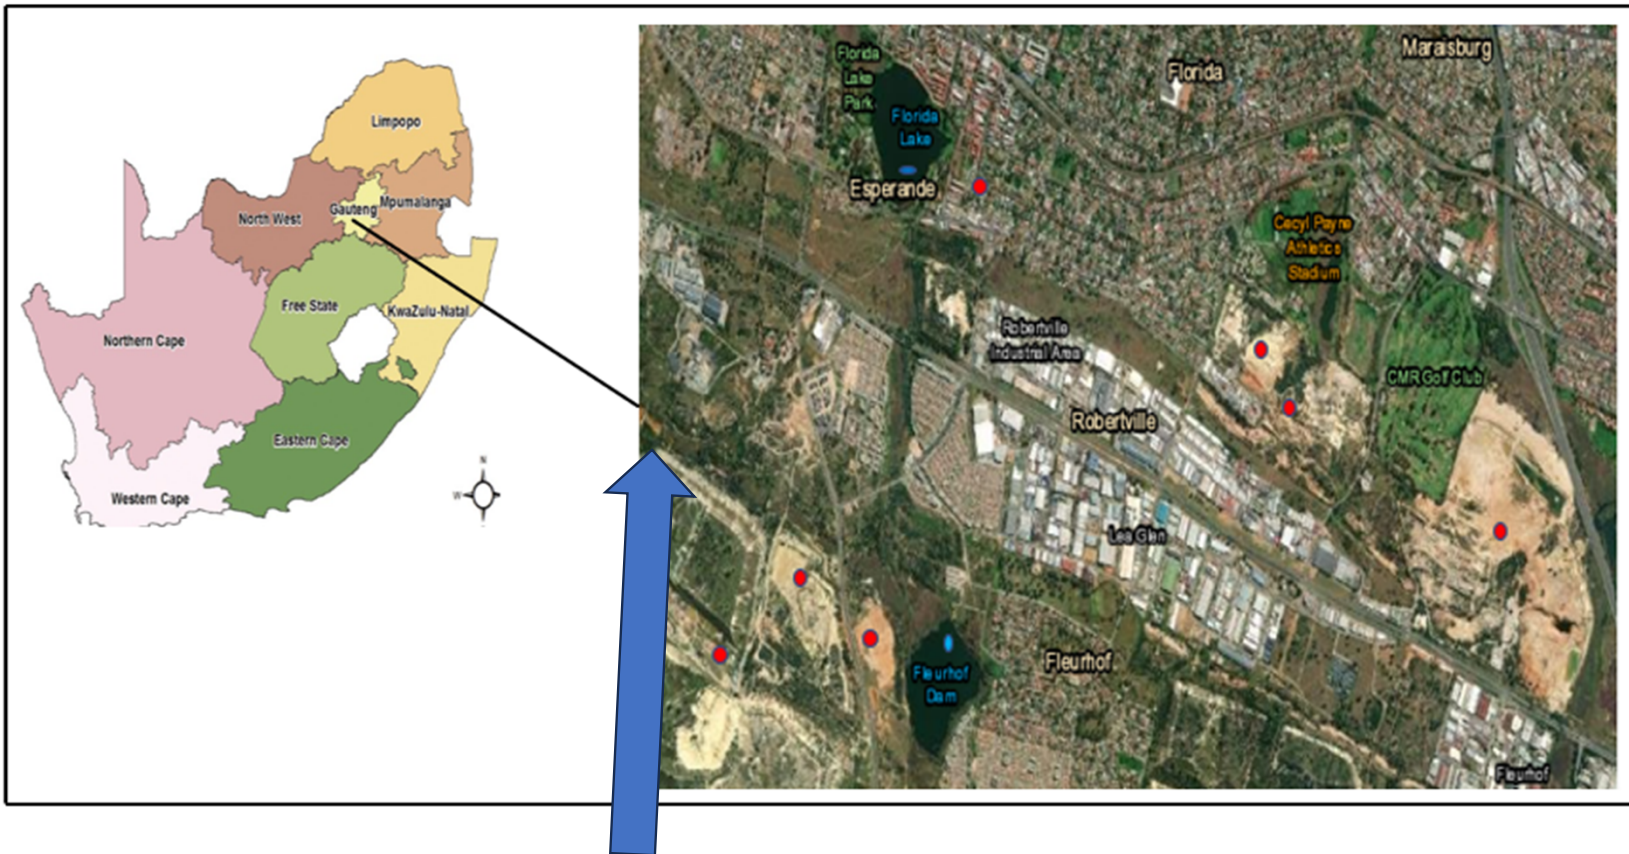 Limpopo
North West
Gauteng
Mpumalanga
Free State
KwaZulu-Natal
Northern Cape
Eastern Cape
Western Cape
N
W
Florida
Lake
Park
Florida
Lake
Esperande
Florida
Maraisburg
Cecyl Payne
Athletics
Stadium
Robertville
Industrial Area
Robertville
CMR Golf Club
Lea Glen
Fleurhof
Dam
Fleurhof
Fleurhof